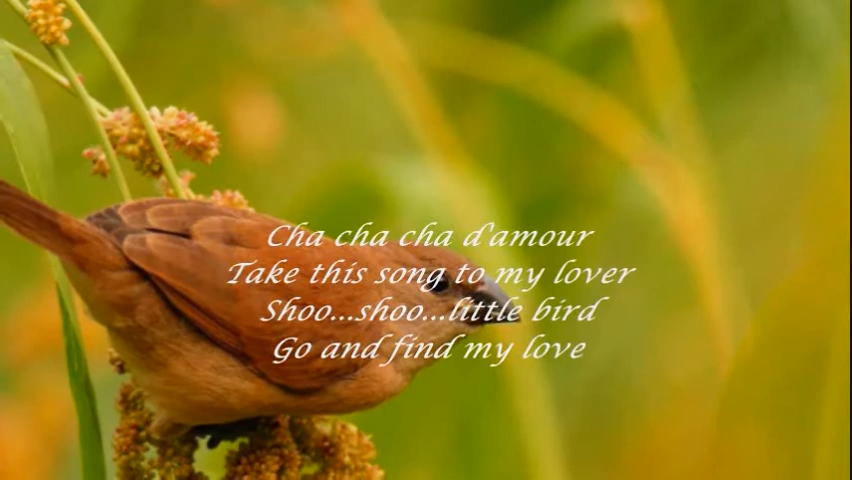 Cha cha cha d'amour
Take this song to my lover
Shoo...shoo...little bird
Go and find my love